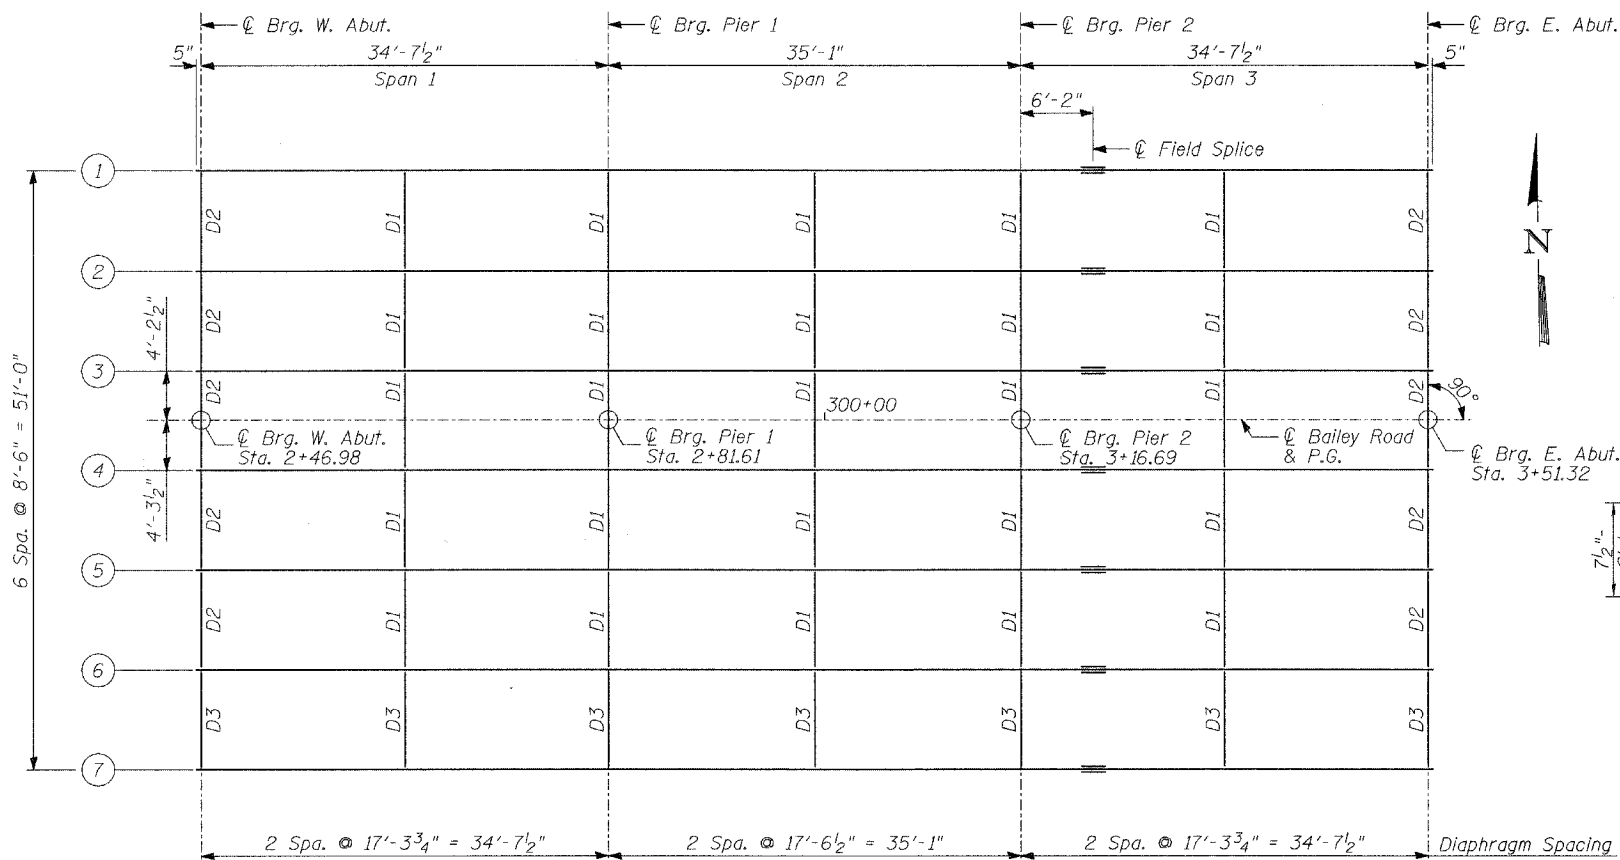 ℄ Brg. W. Abut.
℄ Brg. Pier 1
℄ Brg. Pier 2
℄ Brg. E. Abut.
5"
34'-7½"
35'-1"
34'-7½"
5"
Span 1
Span 2
Span 3
6'-2"
℄ Field Splice
1
D2 D1 D1 D1 D1 D1 D2
N
2
D2 D1 D1 D1 D1 D1 D2
4'-2½"
3
6 Spa. @ 8'-6" = 51'-0"
D2 D1 D1 D1 D1 D1 D2
90°
300+00
℄ Brg. W. Abut.
Sta. 2+46.98
℄ Brg. Pier 1
Sta. 2+81.61
℄ Brg. Pier 2
Sta. 3+16.69
℄ Bailey Road
& P.G.
℄ Brg. E. Abut.
Sta. 3+51.32
4
4'-3½"
D2 D1 D1 D1 D1 D1 D2
7½"
5
D2 D1 D1 D1 D1 D1 D2
6
D3 D3 D3 D3 D3 D3 D3
7
2 Spa. @ 17'-3¾" = 34'-7½"
2 Spa. @ 17'-6½" = 35'-1"
2 Spa. @ 17'-3¾" = 34'-7½"
Diaphragm Spacing